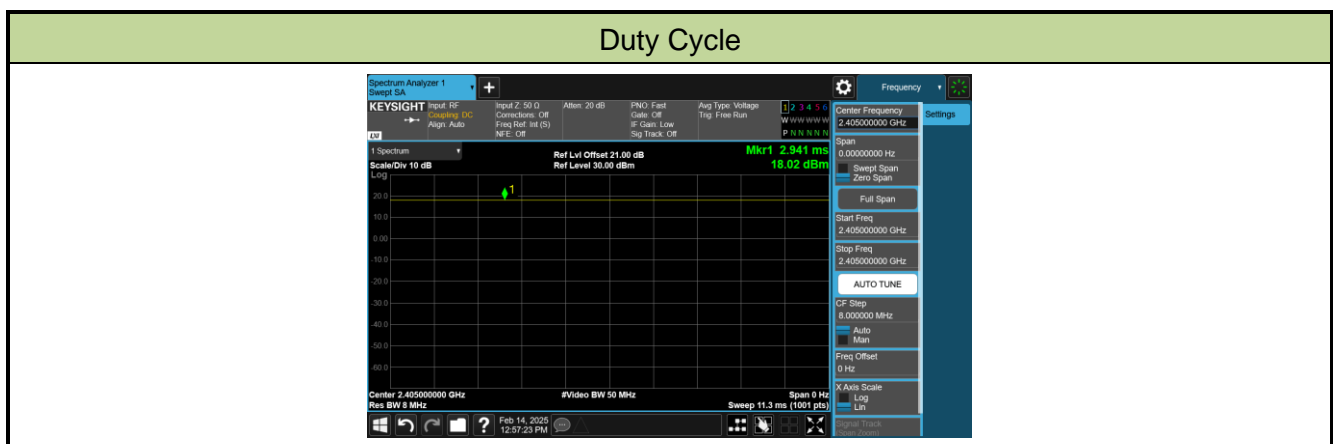 Duty Cycle
Spectrum Analyzer 1
Swept SA
+
Frequency
KEYSIGHT
Input: RF
Coupling: DC
Align: Auto
Input Z: 50 Ω
Corrections: Off
Freq Ref: Int (S)
NFE: Off
Atten: 20 dB
PNO: Fast
Gate: Off
IF Gain: Low
Sig Track: Off
Avg Type: Voltage
Trig: Free Run
1 2 3 4 5 6
W W W W W W
P N N N N N
LXI
1 Spectrum
Scale/Div 10 dB
Log
Ref Lvl Offset 21.00 dB
Ref Level 30.00 dBm
Mkr1 2.941 ms
18.02 dBm
1
20.0
10.0
0.00
-10.0
-20.0
-30.0
-40.0
-50.0
-60.0
Center 2.405000000 GHz
Res BW 8 MHz
#Video BW 50 MHz
Span 0 Hz
Sweep 11.3 ms (1001 pts)
?
Feb 14, 2025
12:57:23 PM
Center Frequency
2.405000000 GHz
Settings
Span
0.00000000 Hz
Swept Span
Zero Span
Full Span
Start Freq
2.405000000 GHz
Stop Freq
2.405000000 GHz
AUTO TUNE
CF Step
8.000000 MHz
Auto
Man
Freq Offset
0 Hz
X Axis Scale
Log
Lin
Signal Track
(Span Zoom)